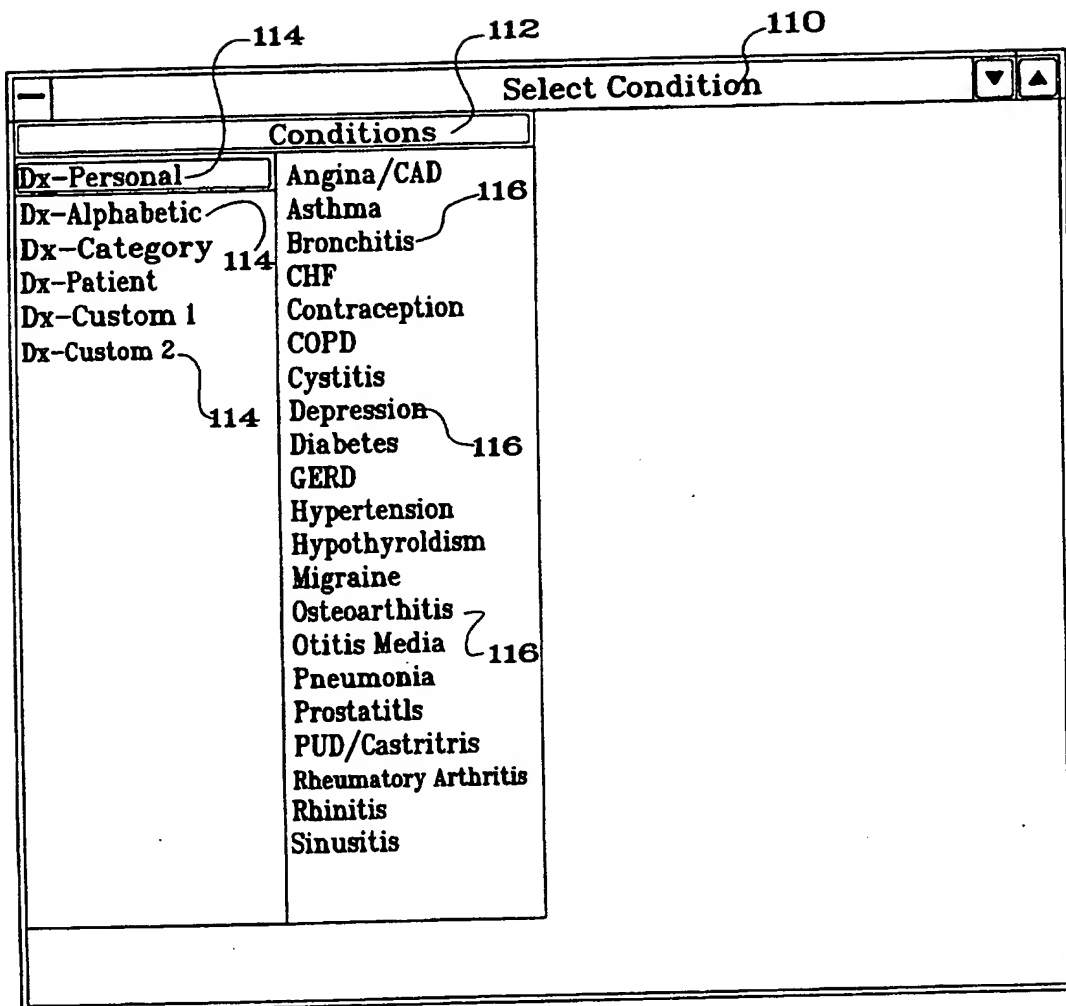 114 112 110
Select Condition
Conditions
Dx-Personal
Dx-Alphabetic
114
Dx-Category
Dx-Patient
Dx-Custom 1
Dx-Custom 2
114
Angina/CAD
116
Asthma
Bronchitis
CHF
Contraception
COPD
Cystitis
Depression
116
Diabetes
GERD
Hypertension
Hypothyroldism
Migraine
Osteoarthitis
116
Otitis Media
Pneumonia
Prostatitls
PUD/Castritris
Rheumatory Arthritis
Rhinitis
Sinusitis